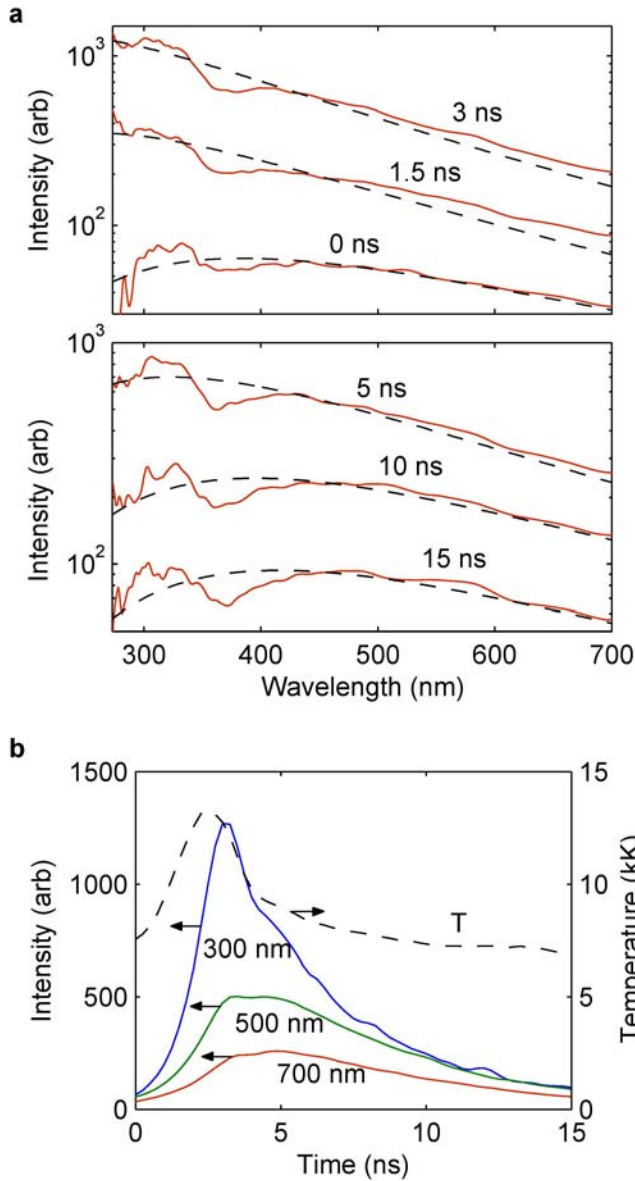 a
10³
Intensity (arb)
3 ns
1.5 ns
10²
0 ns
10³
Intensity (arb)
5 ns
10 ns
10²
15 ns
300 400 500 600 700
Wavelength (nm)
b
1500 15
Intensity (arb)
Temperature (kK)
1000 10
T
300 nm
500 5
500 nm
700 nm
0 0
0 5 10 15
Time (ns)